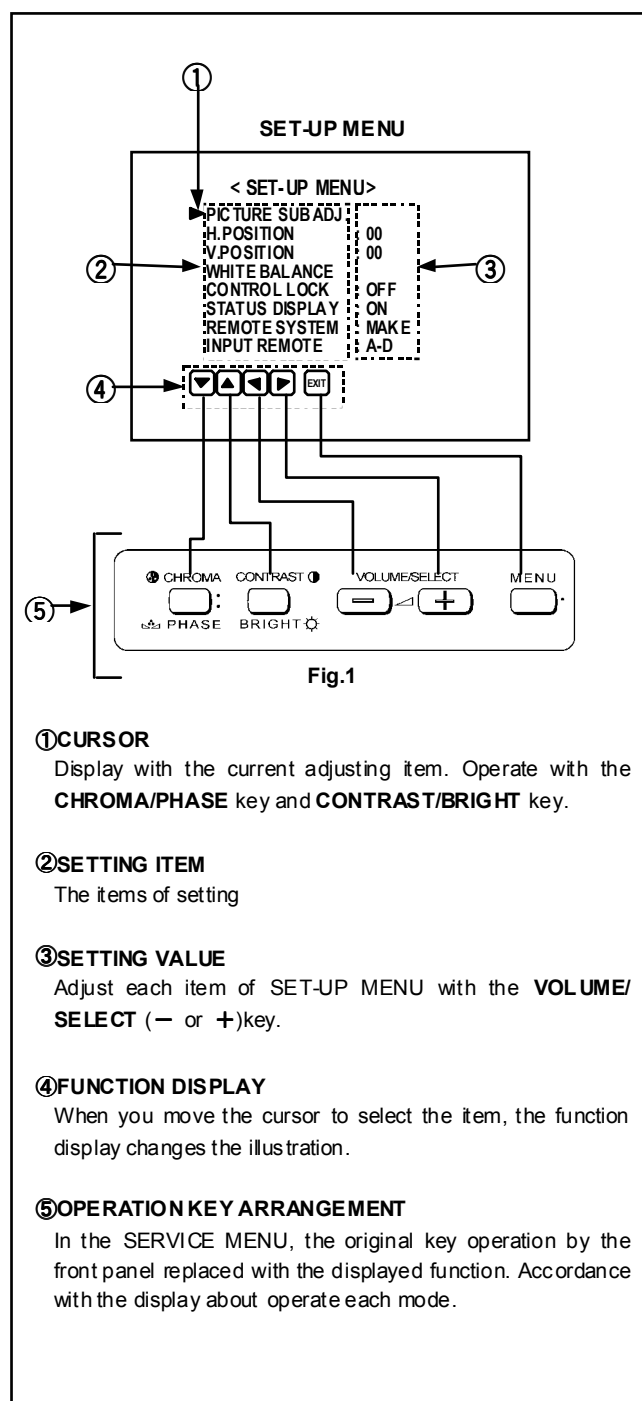 ①
SET-UP MENU
< SET-UP MENU>
PICTURE SUB ADJ.
H.POSITION : 00
V.POSITION : 00
② WHITE BALANCE ③
CONTROL LOCK : OFF
STATUS DISPLAY : ON
REMOTE SYSTEM : MAKE
INPUT REMOTE : A-D
④ ▼ ▲ ◀ ▶ EXIT
CHROMA CONTRAST VOLUME/SELECT MENU
⑤ − +
PHASE BRIGHT
Fig.1
①CURSOR
Display with the current adjusting item. Operate with the
CHROMA/PHASE key and CONTRAST/BRIGHT key.
②SETTING ITEM
The items of setting
③SETTING VALUE
Adjust each item of SET-UP MENU with the VOLUME/
SELECT (− or +)key.
④FUNCTION DISPLAY
When you move the cursor to select the item, the function
display changes the illustration.
⑤OPERATION KEY ARRANGEMENT
In the SERVICE MENU, the original key operation by the
front panel replaced with the displayed function. Accordance
with the display about operate each mode.